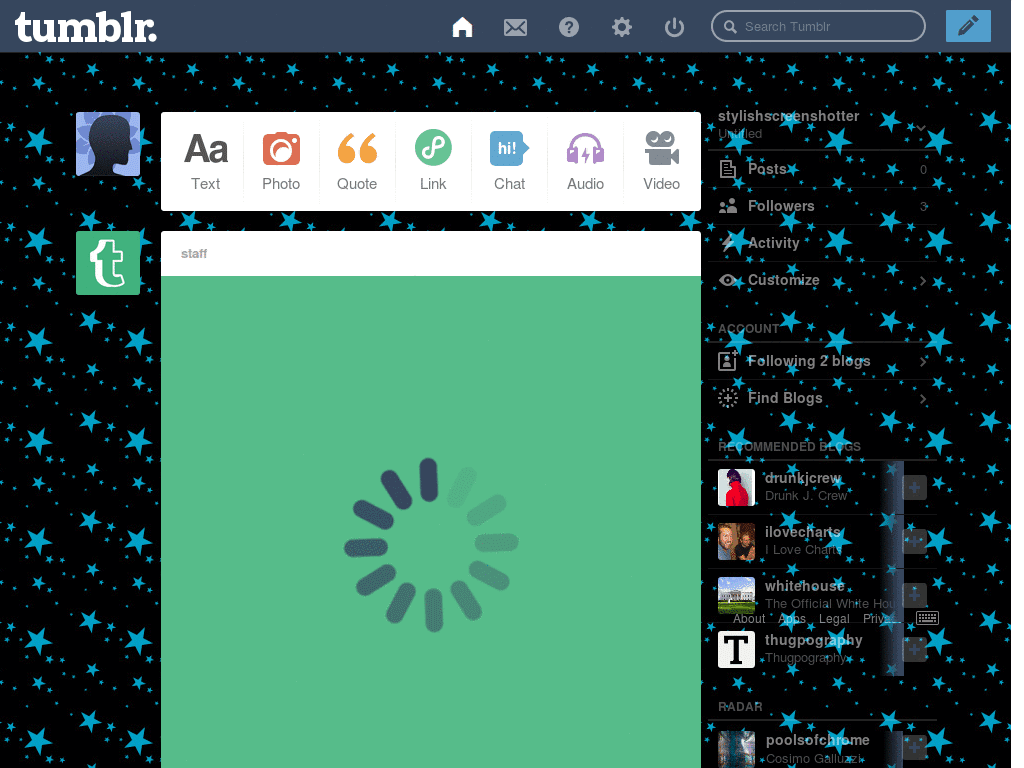 tumblr.
Search Tumblr
Aa
hi!
Text
Photo
Quote
Link
Chat
Audio
Video
t
staff
stylishscreenshotter
Untitled
Posts 0
Followers 3
Activity
Customize
ACCOUNT
Following 2 blogs
Find Blogs
RECOMMENDED BLOGS
drunkjcrew
Drunk J. Crew
ilovecharts
I Love Charts
whitehouse
The Official White Hou
About Apps Legal Priva...
T
thugpography
Thugpography
RADAR
poolsofchrome
Cosimo Galluzzi